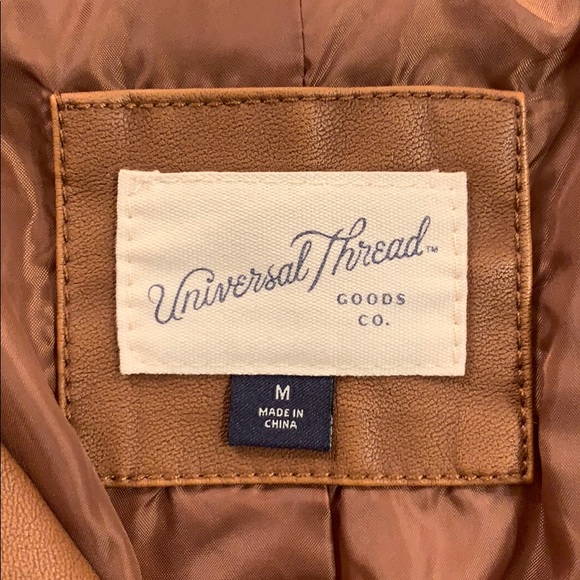 Universal Thread™
GOODS
CO.
M
MADE IN
CHINA